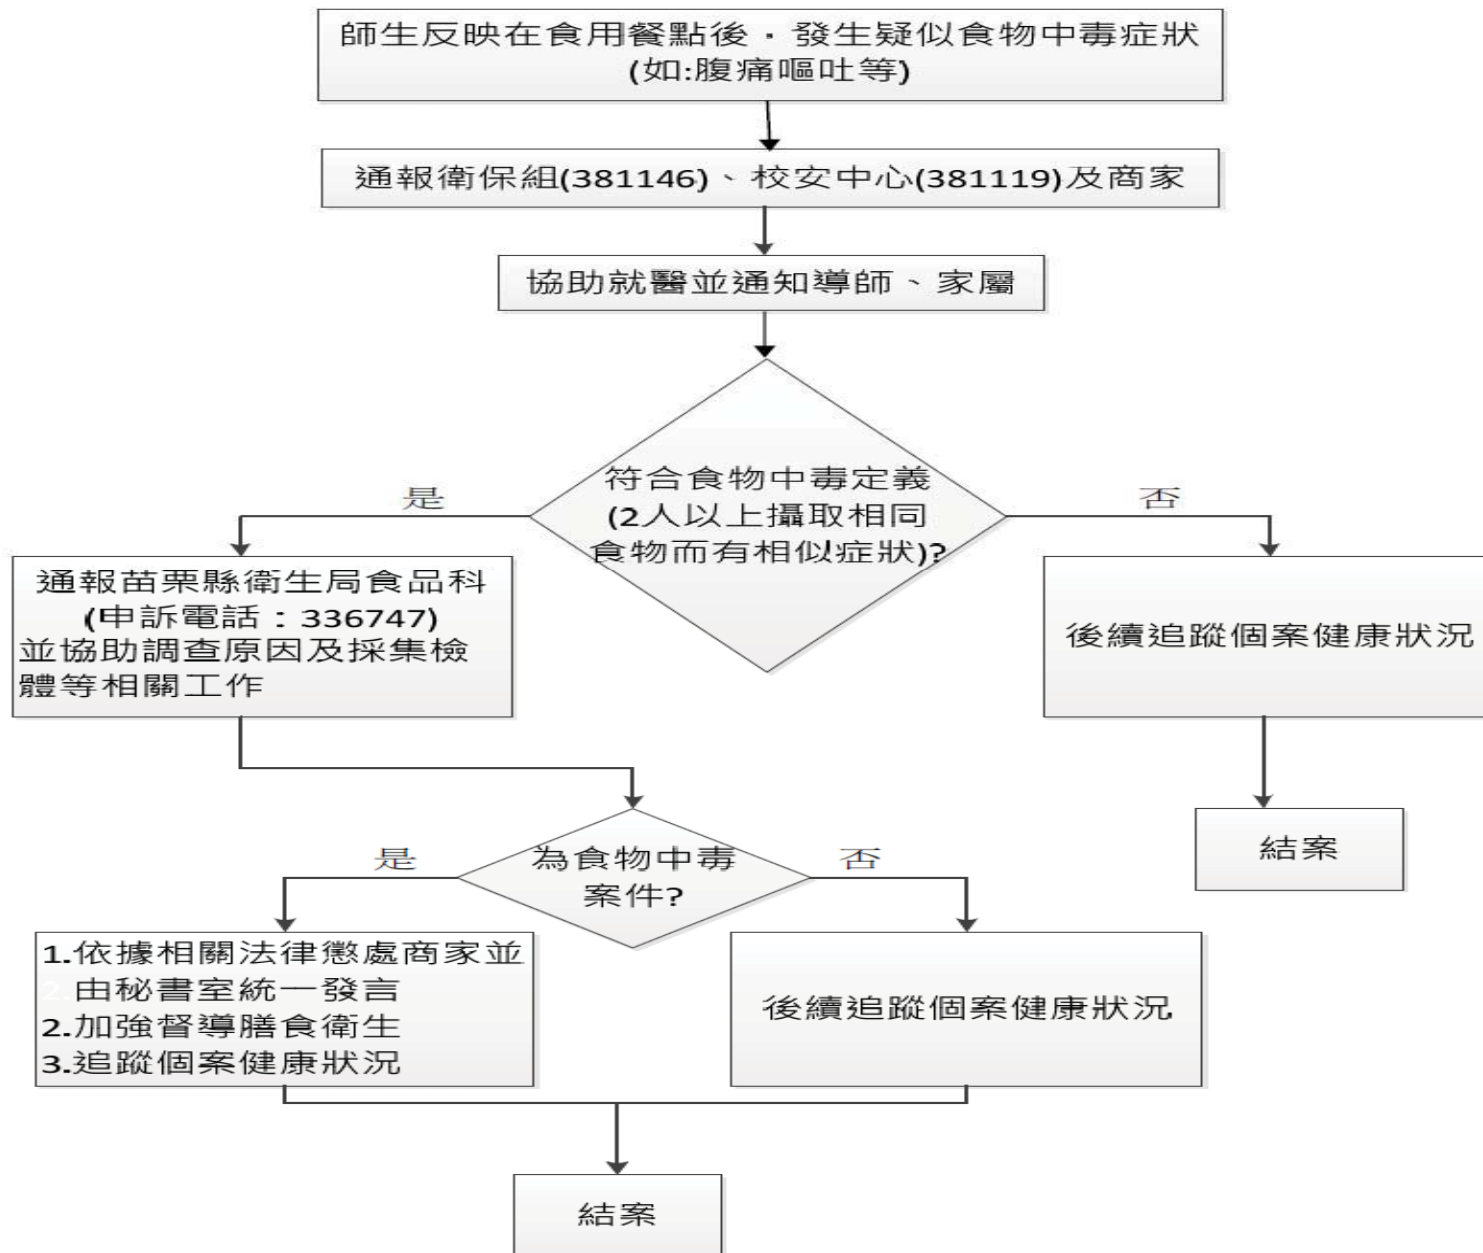 師生反映在食用餐點後，發生疑似食物中毒症狀
(如:腹痛嘔吐等)
通報衛保組(381146)、校安中心(381119)及商家
協助就醫並通知導師、家屬
符合食物中毒定義
(2人以上攝取相同
食物而有相似症狀)?
是
否
通報苗栗縣衛生局食品科
(申訴電話：336747)
並協助調查原因及採集檢
體等相關工作
後續追蹤個案健康狀況
結案
為食物中毒
案件?
是
否
1.依據相關法律懲處商家並
2.由秘書室統一發言
2.加強督導膳食衛生
3.追蹤個案健康狀況
後續追蹤個案健康狀況
結案